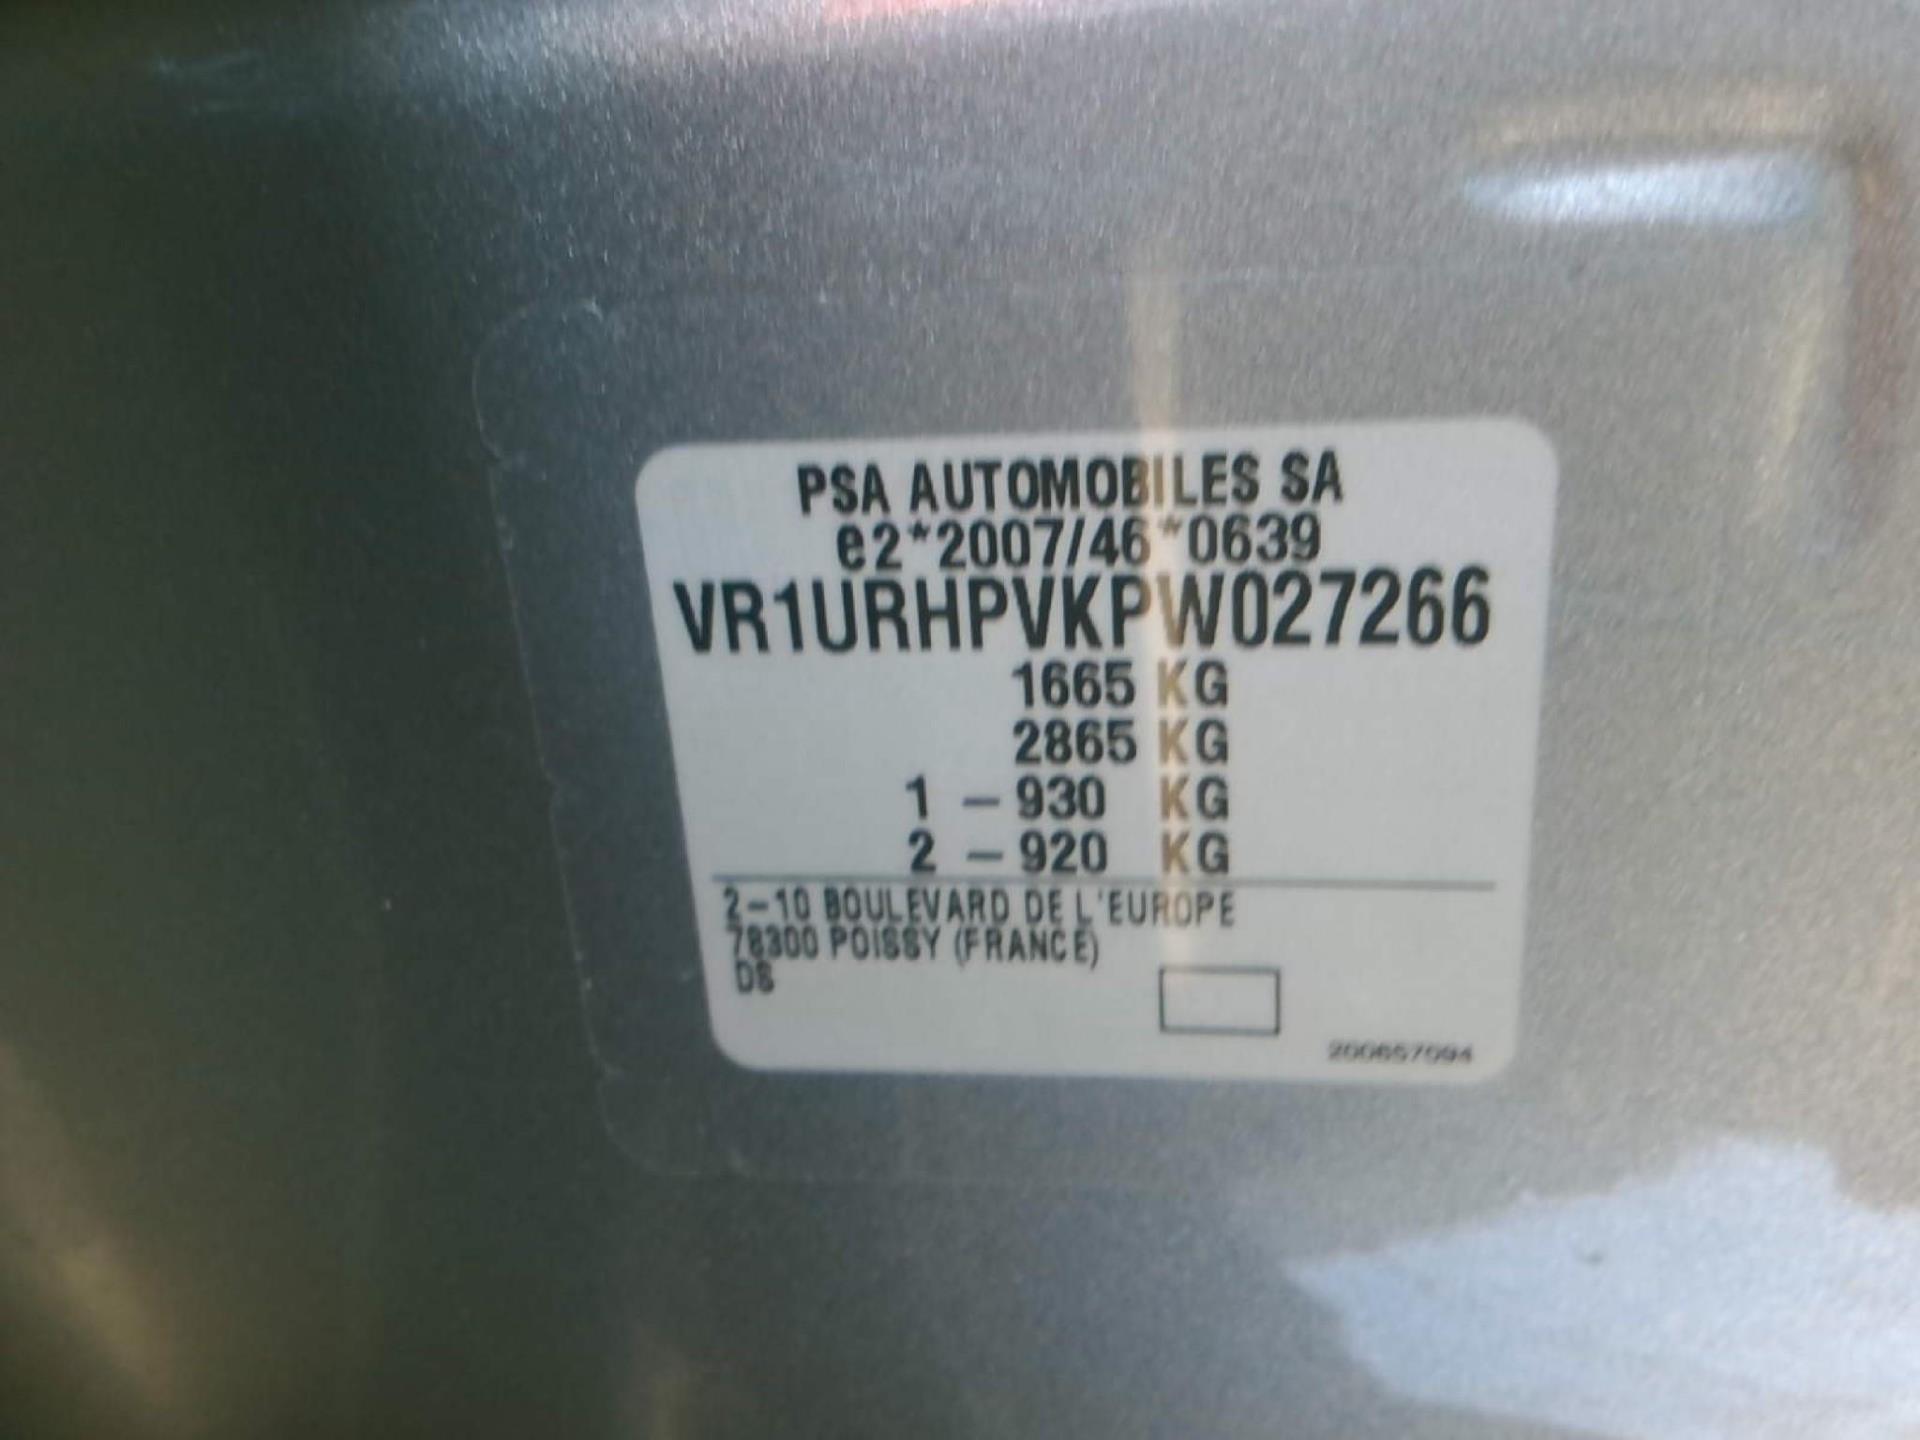 PSA AUTOMOBILES SA
e2*2007/46*0639
VR1URHPVKPW027266
1665 KG
2865 KG
1 – 930 KG
2 – 920 KG
2–10 BOULEVARD DE L'EUROPE
78300 POISSY (FRANCE)
DS
200657094